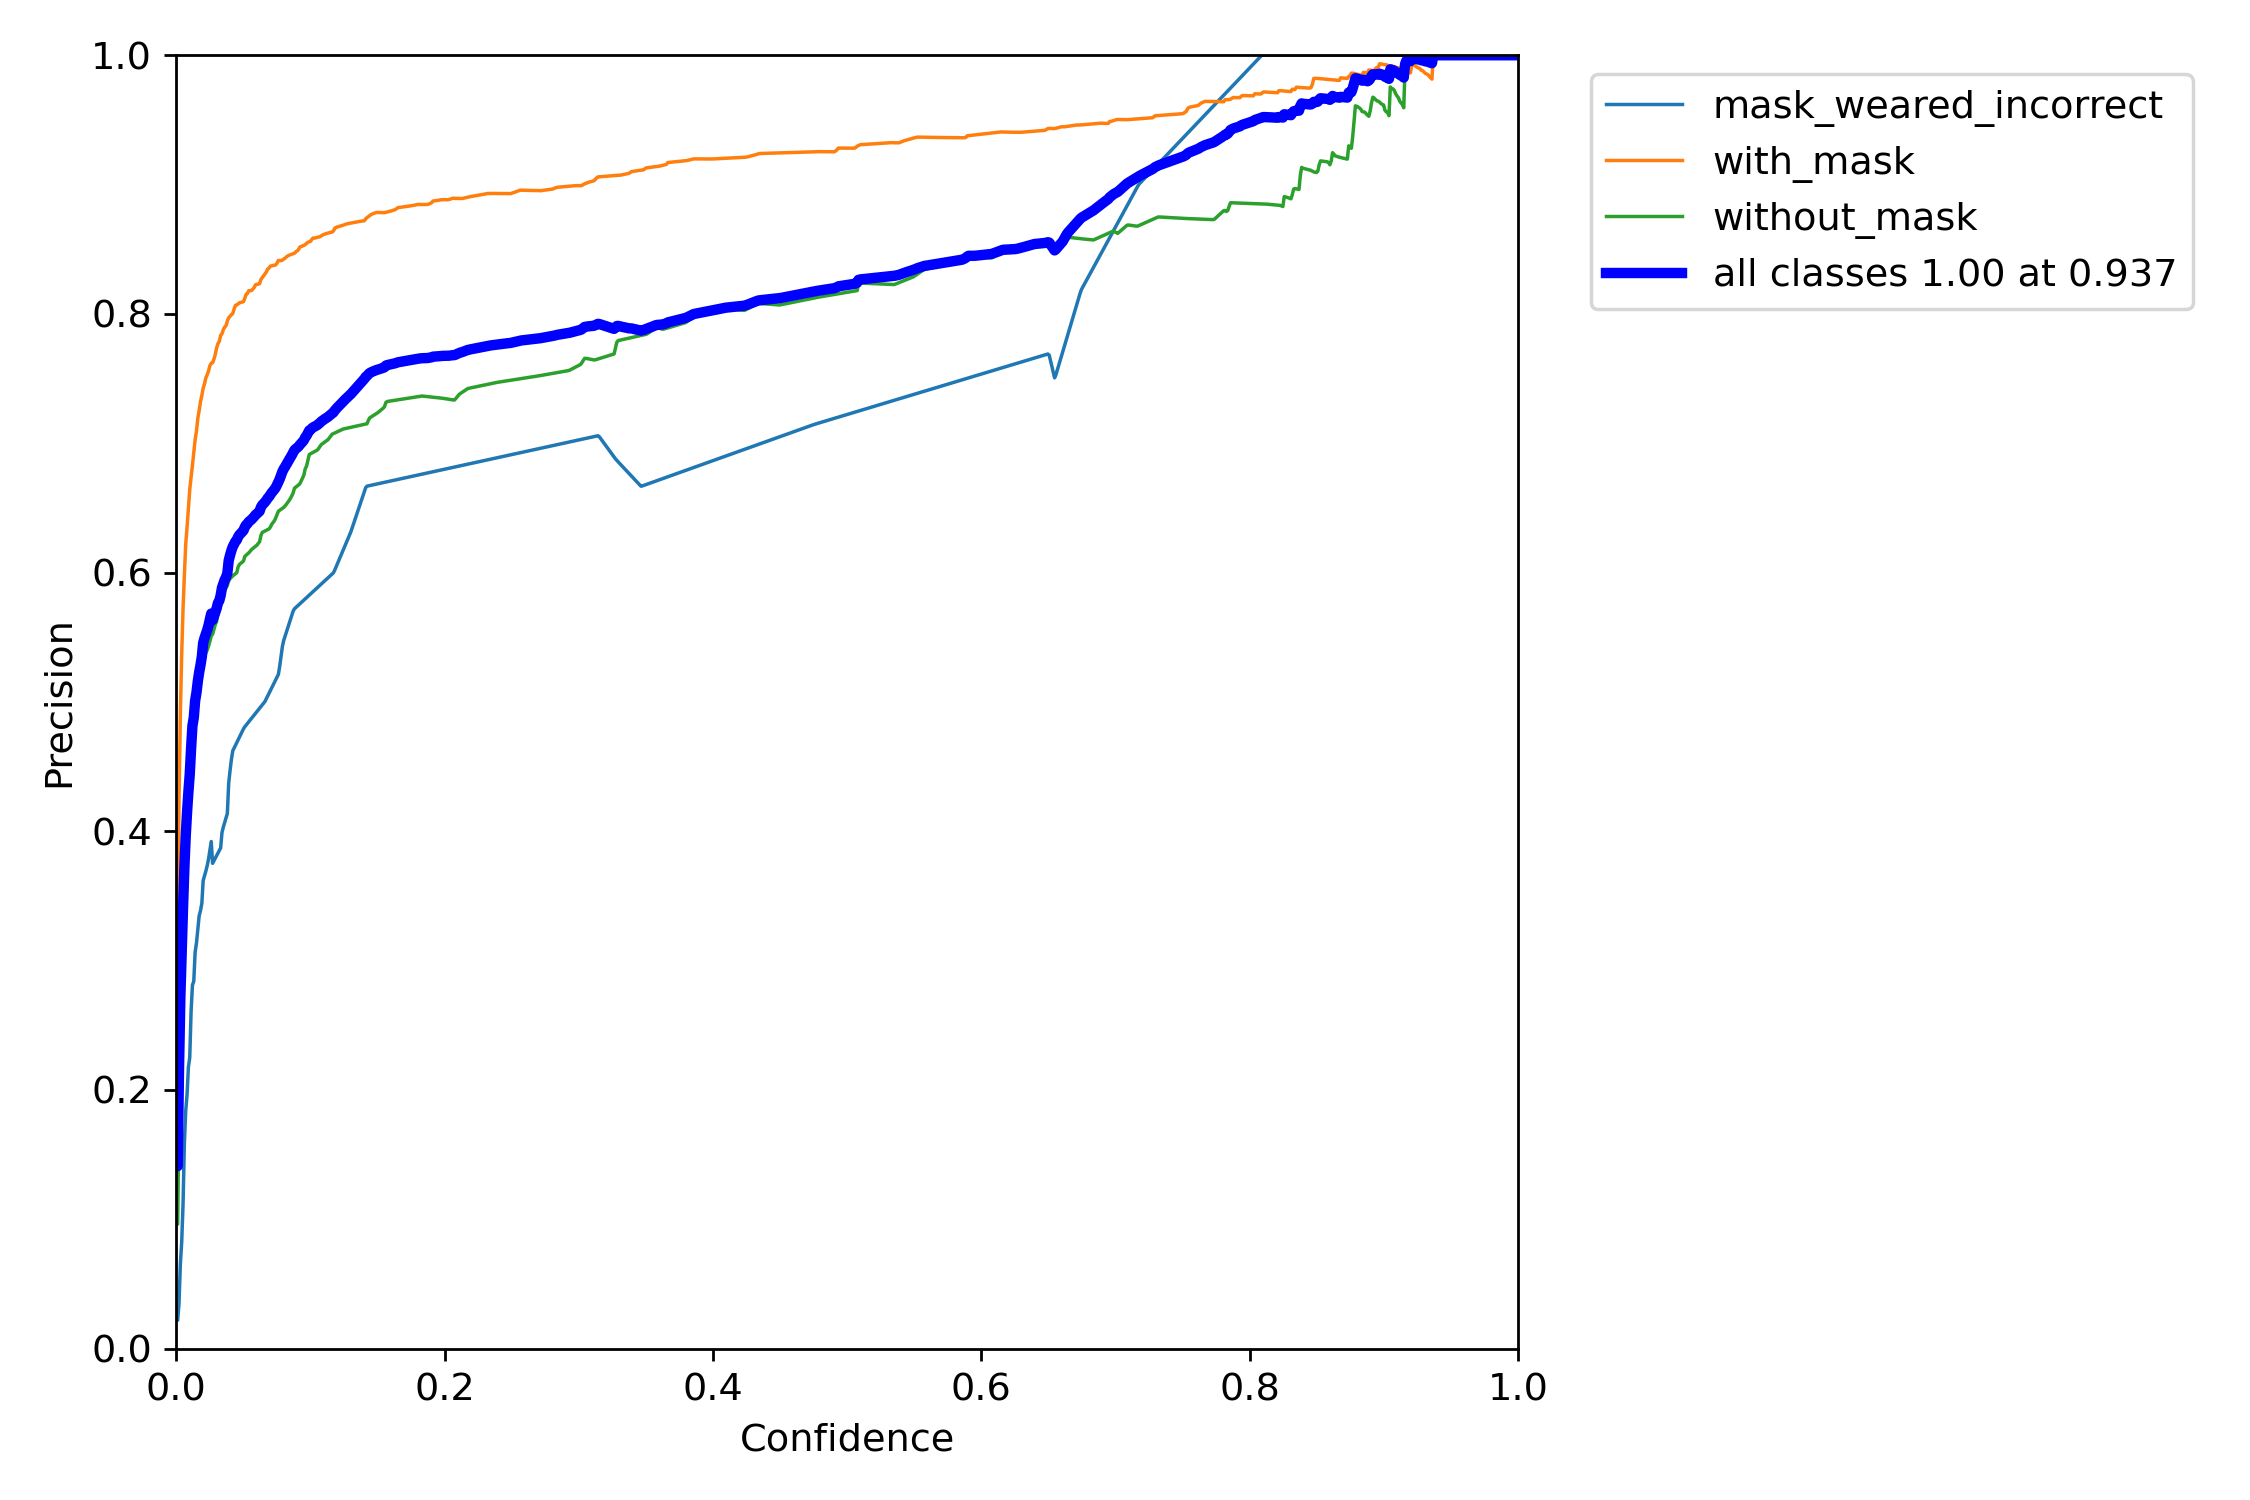 1.0
0.8
0.6
0.4
0.2
0.0
Precision
0.0 0.2 0.4 0.6 0.8 1.0
Confidence
mask_weared_incorrect
with_mask
without_mask
all classes 1.00 at 0.937